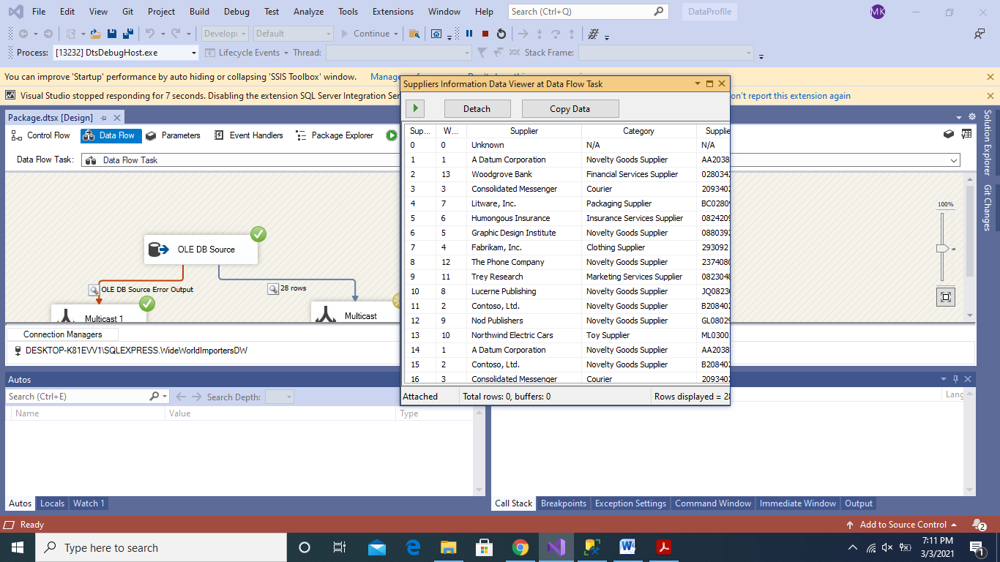 File Edit View Git Project Build Debug Test Analyze Tools Extensions Window Help Search (Ctrl+Q) DataProfile MK
Developi Default Continue
Process: [13232] DtsDebugHost.exe Lifecycle Events Thread: Stack Frame:
You can improve 'Startup' performance by auto hiding or collapsing 'SSIS Toolbox' window.
Visual Studio stopped responding for 7 seconds. Disabling the extension SQL Server Integration Ser
on't report this extension again
Package.dtsx [Design]
Control Flow Data Flow Parameters Event Handlers Package Explorer
Data Flow Task: Data Flow Task
Suppliers Information Data Viewer at Data Flow Task
Detach Copy Data
Sup... W... Supplier Category Supplie
0 0 Unknown N/A N/A
1 1 A Datum Corporation Novelty Goods Supplier AA2038
2 13 Woodgrove Bank Financial Services Supplier 0280342
3 3 Consolidated Messenger Courier 2093402
4 7 Litware, Inc. Packaging Supplier BC0280
5 6 Humongous Insurance Insurance Services Supplier 0824209
6 5 Graphic Design Institute Novelty Goods Supplier 0880392
7 4 Fabrikam, Inc. Clothing Supplier 293092
8 12 The Phone Company Novelty Goods Supplier 2374080
9 11 Trey Research Marketing Services Supplier 0823048
10 8 Lucerne Publishing Novelty Goods Supplier JQ0823
11 2 Contoso, Ltd. Novelty Goods Supplier B208402
12 9 Nod Publishers Novelty Goods Supplier GL08029
13 10 Northwind Electric Cars Toy Supplier ML0300
14 1 A Datum Corporation Novelty Goods Supplier AA2038
15 2 Contoso, Ltd. Novelty Goods Supplier B208402
16 3 Consolidated Messenger Courier 2093402
Attached Total rows: 0, buffers: 0 Rows displayed = 28
OLE DB Source
OLE DB Source Error Output
28 rows
Multicast 1
Multicast
100%
Solution Explorer
Git Changes
Connection Managers
DESKTOP-K81EVV1\SQLEXPRESS.WideWorldImportersDW
Autos
Search (Ctrl+E) Search Depth:
Name Value Type
Lang
Autos Locals Watch 1
Call Stack Breakpoints Exception Settings Command Window Immediate Window Output
Ready Add to Source Control 2
Type here to search
7:11 PM
3/3/2021
1